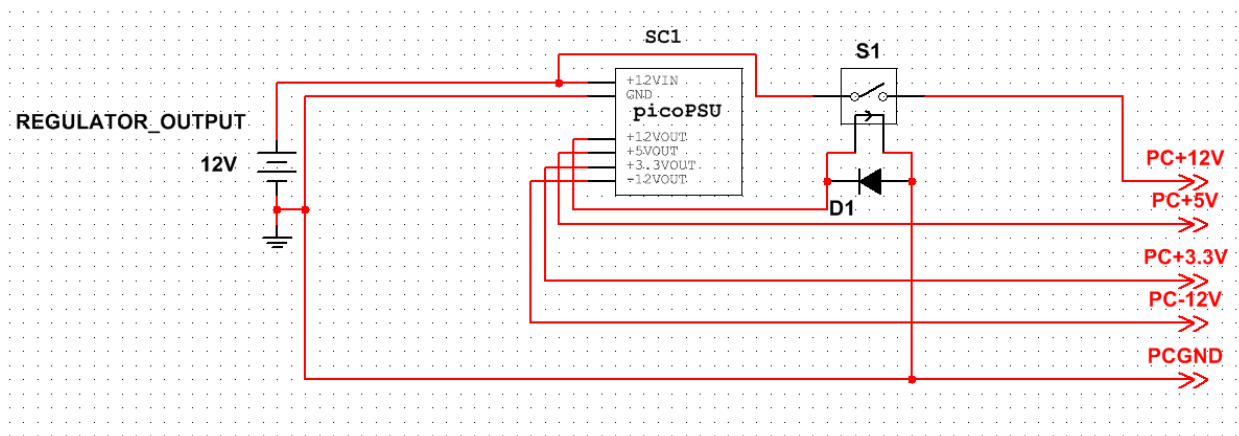 SC1
S1
+12VIN
GND
picoPSU
REGULATOR_OUTPUT
12V
+12VOUT
+5VOUT
+3.3VOUT
-12VOUT
D1
PC+12V
PC+5V
PC+3.3V
PC-12V
PCGND